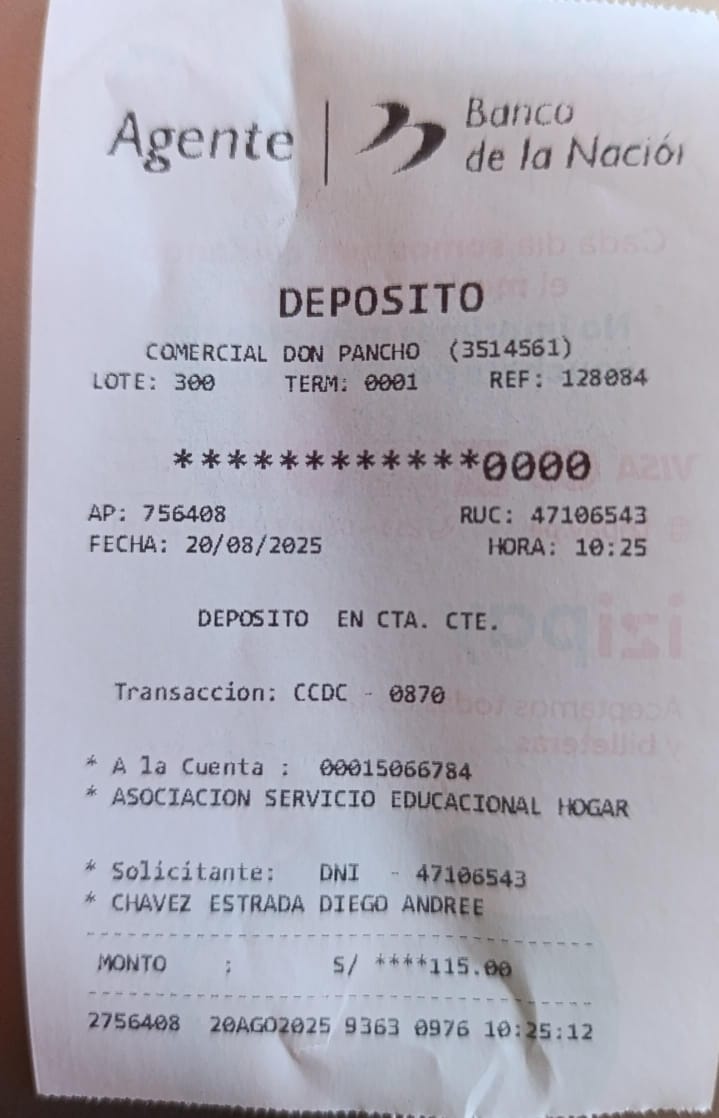 Agente | Banco
de la Nación
DEPOSITO
COMERCIAL DON PANCHO (3514561)
LOTE: 300 TERM: 0001 REF: 128084
************0000
AP: 756408 RUC: 47106543
FECHA: 20/08/2025 HORA: 10:25
DEPOSITO EN CTA. CTE.
Transaccion: CCDC - 0870
* A la Cuenta : 00015066784
* ASOCIACION SERVICIO EDUCACIONAL HOGAR
* Solicitante: DNI - 47106543
* CHAVEZ ESTRADA DIEGO ANDREE
MONTO : S/ ****115.00
2756408 20AGO2025 9363 0976 10:25:12